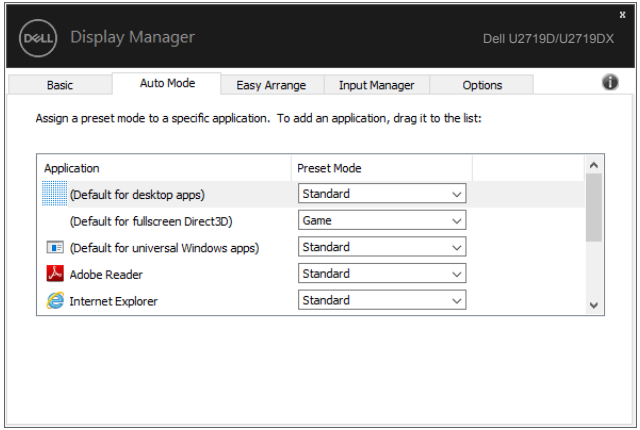 x
DELL Display Manager Dell U2719D/U2719DX
Basic Auto Mode Easy Arrange Input Manager Options i
Assign a preset mode to a specific application. To add an application, drag it to the list:
Application Preset Mode
(Default for desktop apps) Standard
(Default for fullscreen Direct3D) Game
(Default for universal Windows apps) Standard
Adobe Reader Standard
Internet Explorer Standard